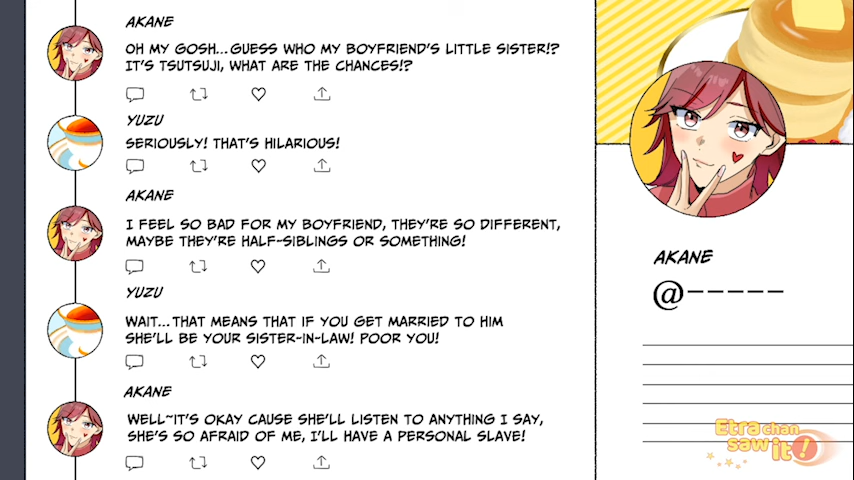 AKANE
OH MY GOSH...GUESS WHO MY BOYFRIEND'S LITTLE SISTER!?
IT'S TSUTSUJI, WHAT ARE THE CHANCES!?
YUZU
SERIOUSLY! THAT'S HILARIOUS!
AKANE
I FEEL SO BAD FOR MY BOYFRIEND, THEY'RE SO DIFFERENT,
MAYBE THEY'RE HALF-SIBLINGS OR SOMETHING!
YUZU
WAIT...THAT MEANS THAT IF YOU GET MARRIED TO HIM
SHE'LL BE YOUR SISTER-IN-LAW! POOR YOU!
AKANE
WELL~IT'S OKAY CAUSE SHE'LL LISTEN TO ANYTHING I SAY,
SHE'S SO AFRAID OF ME, I'LL HAVE A PERSONAL SLAVE!
AKANE
@-----
Etra chan
saw it!